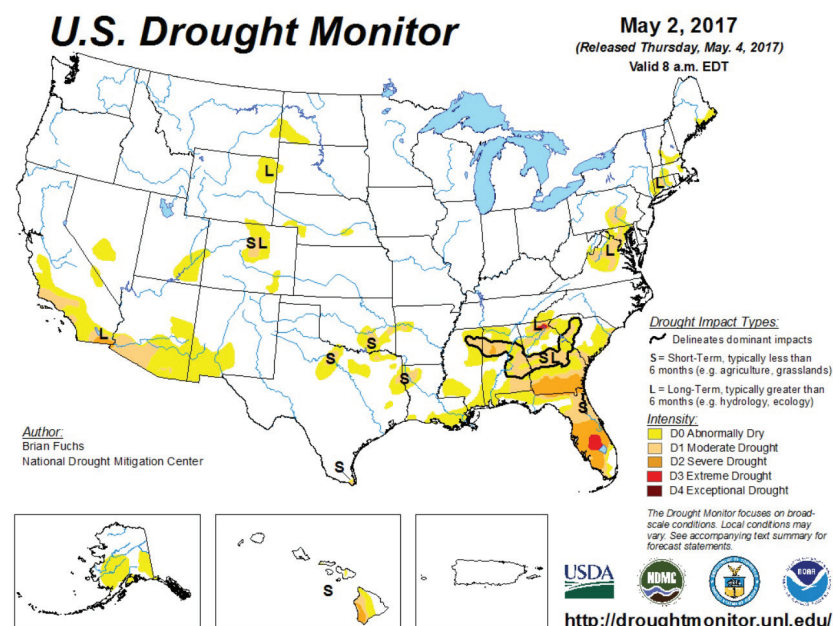 U.S. Drought Monitor
May 2, 2017
(Released Thursday, May. 4, 2017)
Valid 8 a.m. EDT
L
S L
L
L
L
L
S L
S
S
S
S
S
S
Drought Impact Types:
Delineates dominant impacts
S = Short-Term, typically less than
6 months (e.g. agriculture, grasslands)
L = Long-Term, typically greater than
6 months (e.g. hydrology, ecology)
Intensity:
D0 Abnormally Dry
D1 Moderate Drought
D2 Severe Drought
D3 Extreme Drought
D4 Exceptional Drought
Author:
Brian Fuchs
National Drought Mitigation Center
The Drought Monitor focuses on broad-
scale conditions. Local conditions may
vary. See accompanying text summary for
forecast statements.
USDA
NDMC
NOAA
http://droughtmonitor.unl.edu/